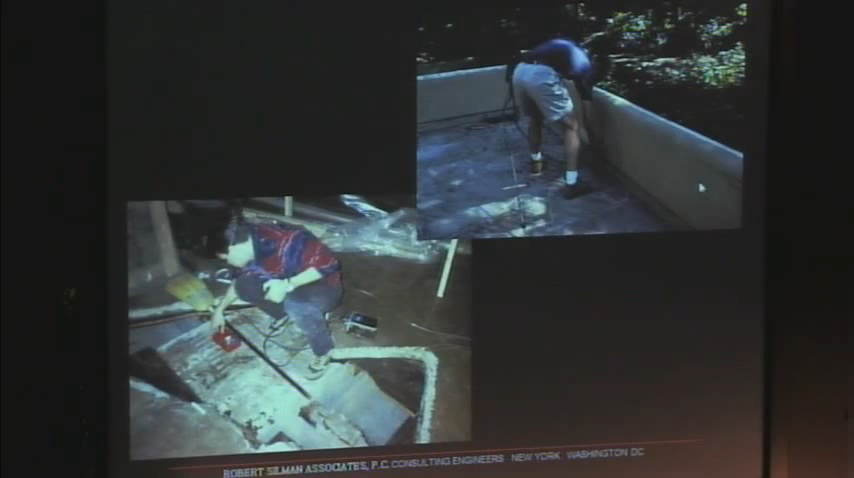 ROBERT SILMAN ASSOCIATES, P.C. CONSULTING ENGINEERS NEW YORK WASHINGTON DC